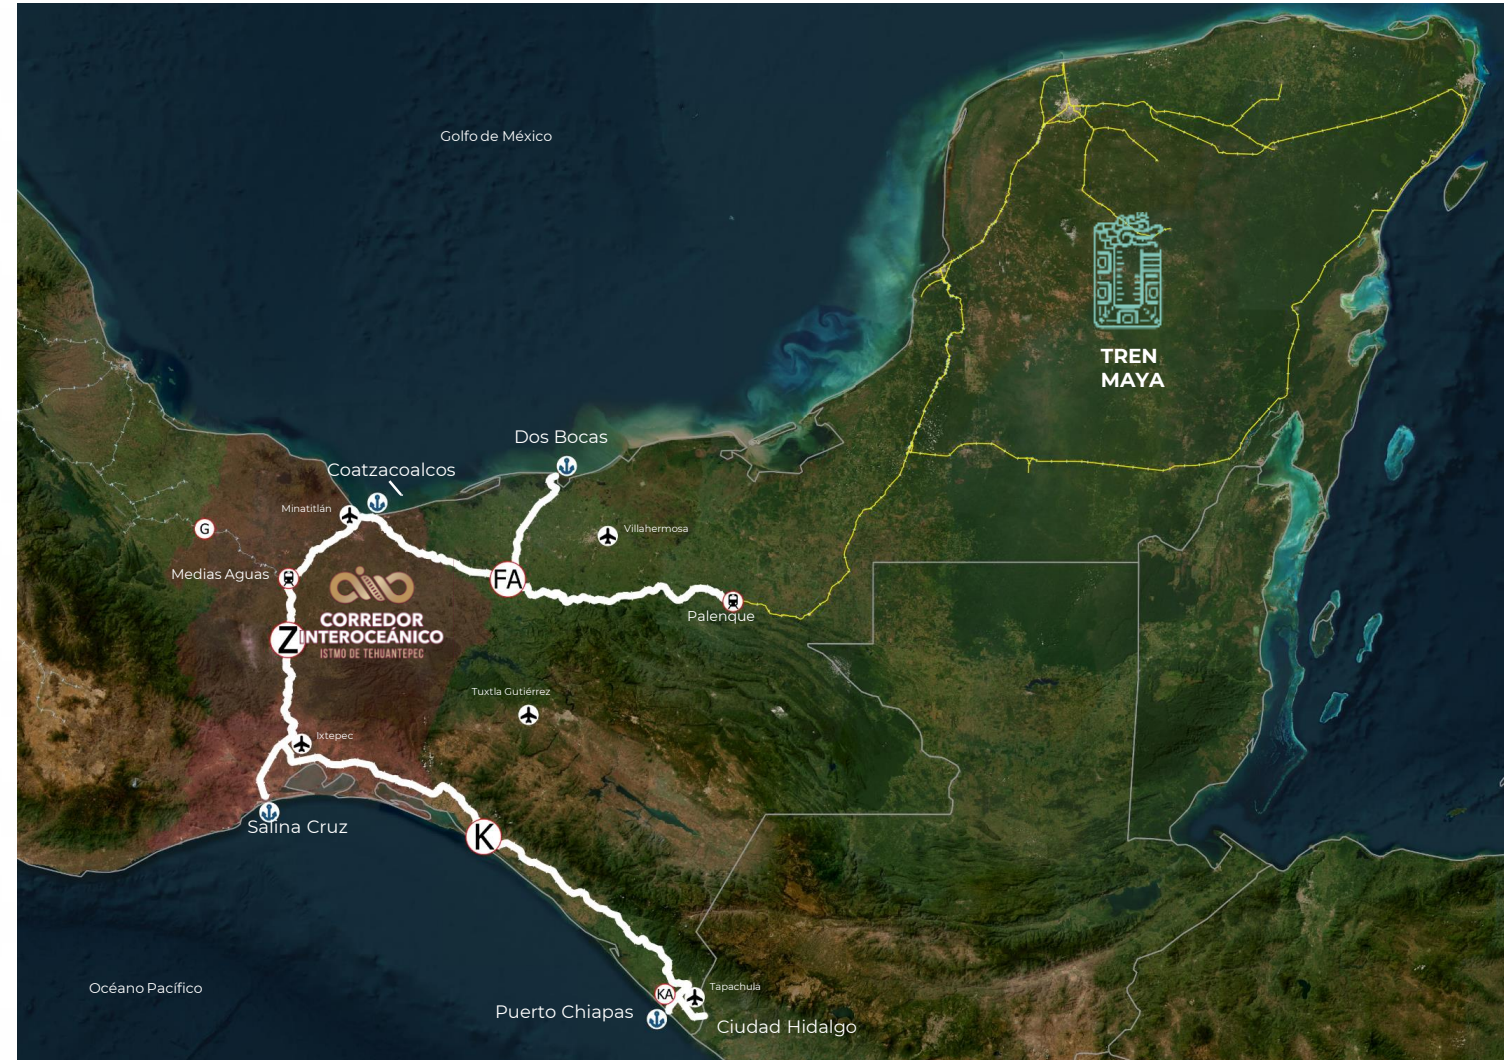 Golfo de México
TREN
MAYA
Dos Bocas
Coatzacoalcos
Minatitlán
Villahermosa
G
Medias Aguas
FA
Palenque
CORREDOR
INTEROCEÁNICO
ISTMO DE TEHUANTEPEC
Z
Tuxtla Gutiérrez
Ixtepec
Salina Cruz
K
Océano Pacífico
KA
Tapachula
Puerto Chiapas
Ciudad Hidalgo